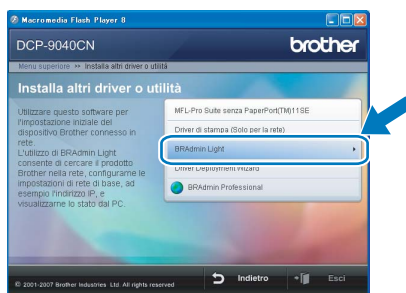 Macromedia Flash Player 8
DCP-9040CN
brother
Menu superiore ›› Installa altri driver o utilità
Installa altri driver o utilità
Utilizzare questo software per
l'impostazione iniziale del
dispositivo Brother connesso in
rete.
L'utilizzo di BRAdmin Light
consente di cercare il prodotto
Brother nella rete, configurarne le
impostazioni di rete di base, ad
esempio l'indirizzo IP, e
visualizzarne lo stato dal PC.
MFL-Pro Suite senza PaperPort(TM)11SE
Driver di stampa (Solo per la rete)
BRAdmin Light
Driver Deployment Wizard
BRAdmin Professional
© 2001-2007 Brother Industries Ltd. All rights reserved
Indietro
Esci